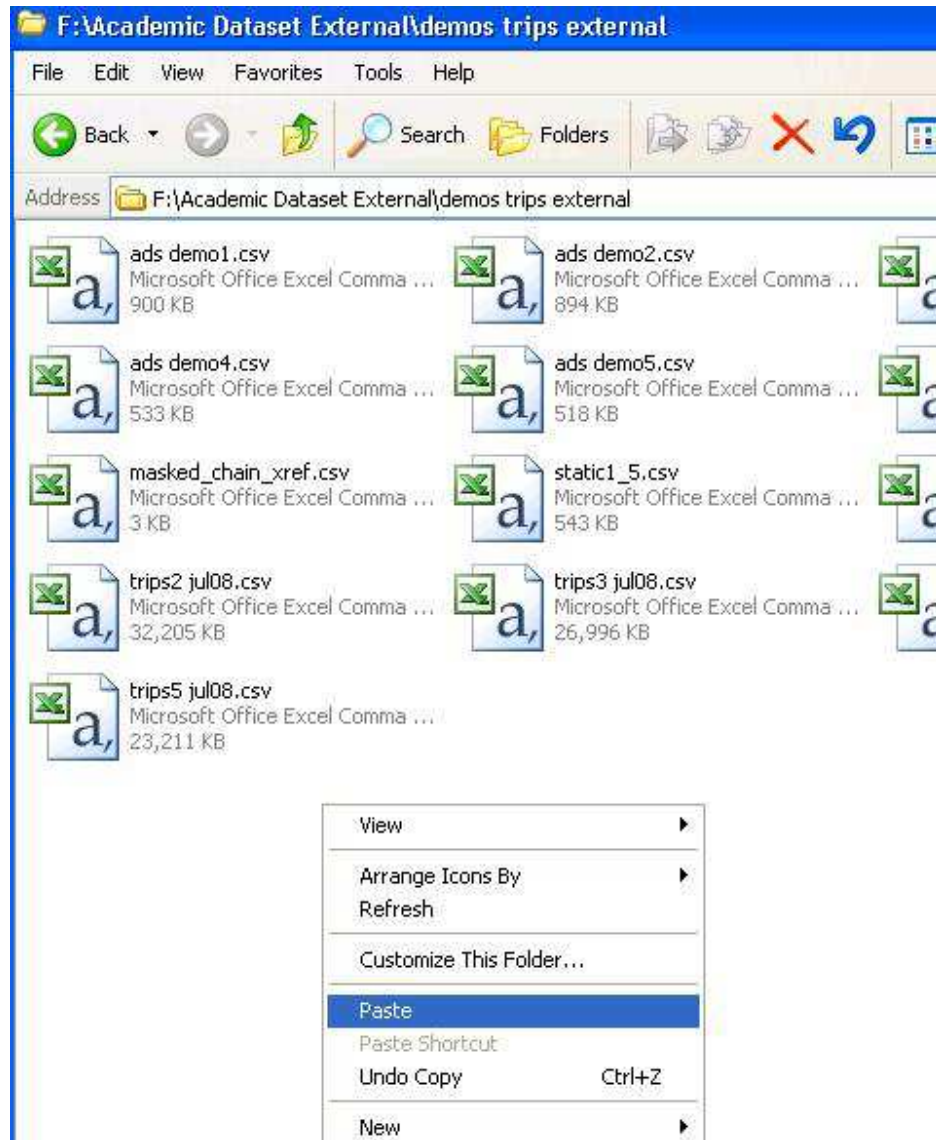 F:\Academic Dataset External\demos trips external
File Edit View Favorites Tools Help
Back Search Folders
Address F:\Academic Dataset External\demos trips external
ads demo1.csv
Microsoft Office Excel Comma ...
900 KB
ads demo2.csv
Microsoft Office Excel Comma ...
894 KB
ads demo4.csv
Microsoft Office Excel Comma ...
533 KB
ads demo5.csv
Microsoft Office Excel Comma ...
518 KB
masked_chain_xref.csv
Microsoft Office Excel Comma ...
3 KB
static1_5.csv
Microsoft Office Excel Comma ...
543 KB
trips2 jul08.csv
Microsoft Office Excel Comma ...
32,205 KB
trips3 jul08.csv
Microsoft Office Excel Comma ...
26,996 KB
trips5 jul08.csv
Microsoft Office Excel Comma ...
23,211 KB
View
Arrange Icons By
Refresh
Customize This Folder...
Paste
Paste Shortcut
Undo Copy Ctrl+Z
New